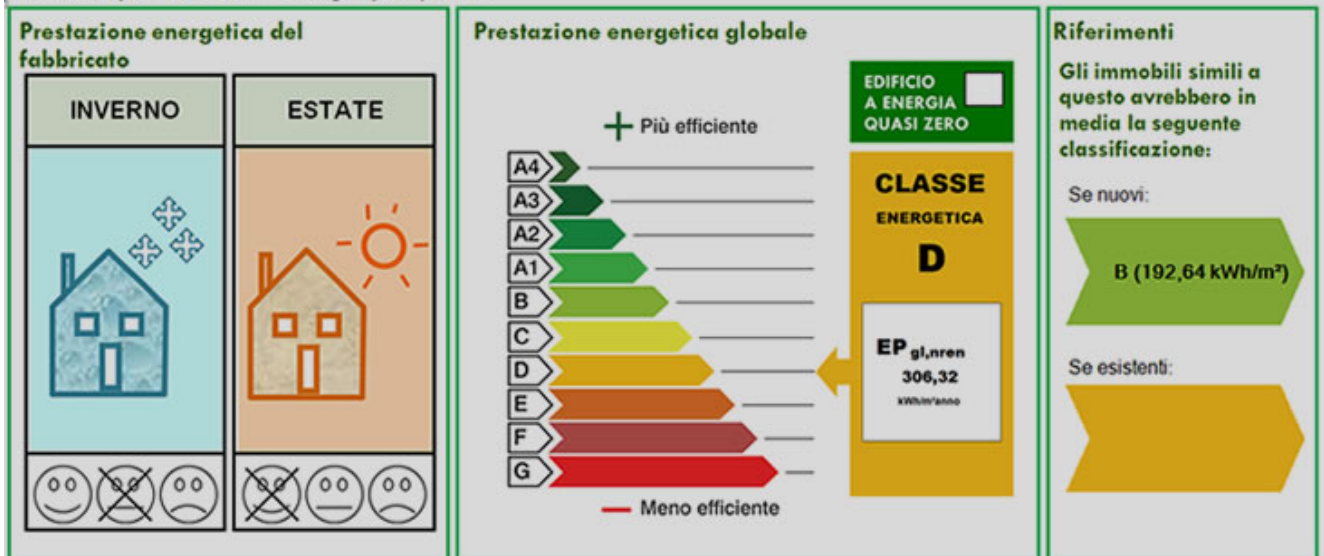 Prestazione energetica del
fabbricato
INVERNO
ESTATE
Prestazione energetica globale
Più efficiente
A4
A3
A2
A1
B
C
D
E
F
G
Meno efficiente
EDIFICIO
A ENERGIA
QUASI ZERO
CLASSE
ENERGETICA
D
EP gl,nren
306,32
kWh/m²anno
Riferimenti
Gli immobili simili a
questo avrebbero in
media la seguente
classificazione:
Se nuovi:
B (192,64 kWh/m²)
Se esistenti: